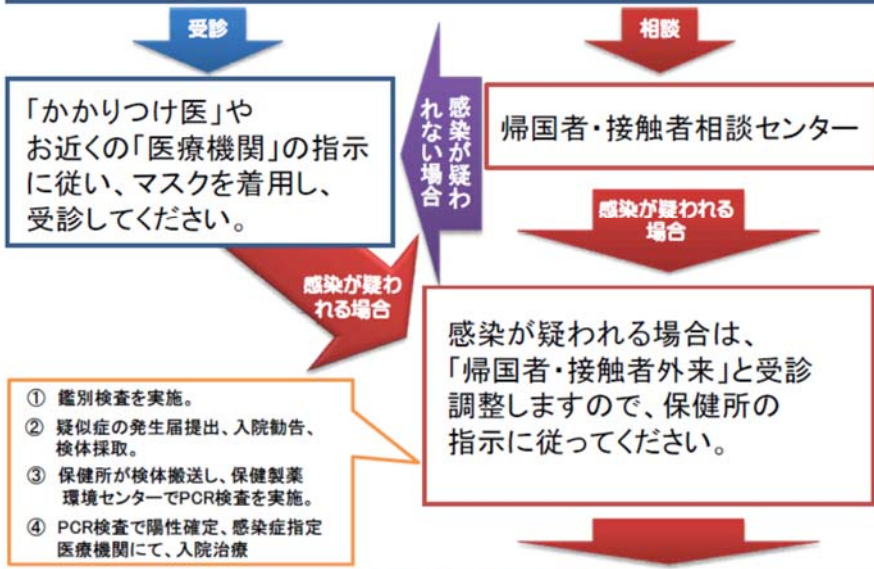 受診
相談
「かかりつけ医」や
お近くの「医療機関」の指示
に従い、マスクを着用し、
受診してください。
感染が疑わ
れない場合
帰国者・接触者相談センター
感染が疑われる
場合
感染が疑わ
れる場合
感染が疑われる場合は、
「帰国者・接触者外来」と受診
調整しますので、保健所の
指示に従ってください。
① 鑑別検査を実施。
② 疑似症の発生届提出、入院勧告、
検体採取。
③ 保健所が検体搬送し、保健製薬
環境センターでPCR検査を実施。
④ PCR検査で陽性確定、感染症指定
医療機関にて、入院治療